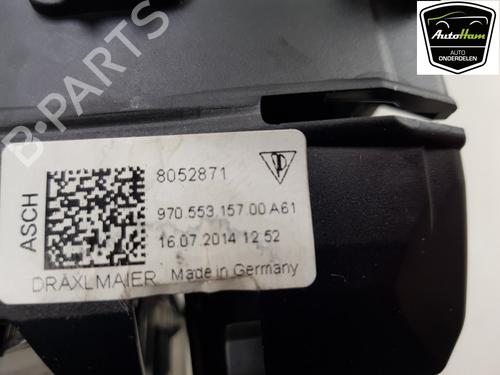 B-PARTS
AutoHam
AUTO
ONDERDELEN
ASCH
8052871
970.553.157.00 A61
16.07.2014 12:52
DRÄXLMAIER Made in Germany